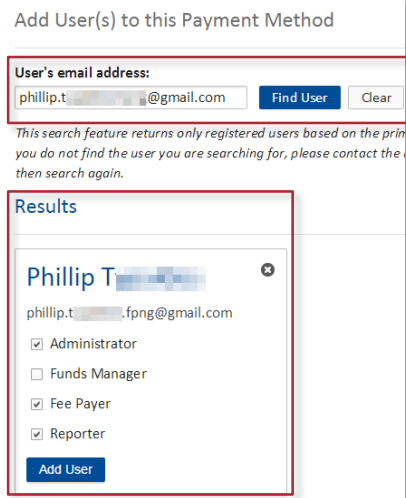 Add User(s) to this Payment Method
User's email address:
phillip.t @gmail.com Find User Clear
This search feature returns only registered users based on the
you do not find the user you are searching for, please contact the
then search again.
Results
Phillip T
phillip.t .fpng@gmail.com
Administrator
Funds Manager
Fee Payer
Reporter
Add User